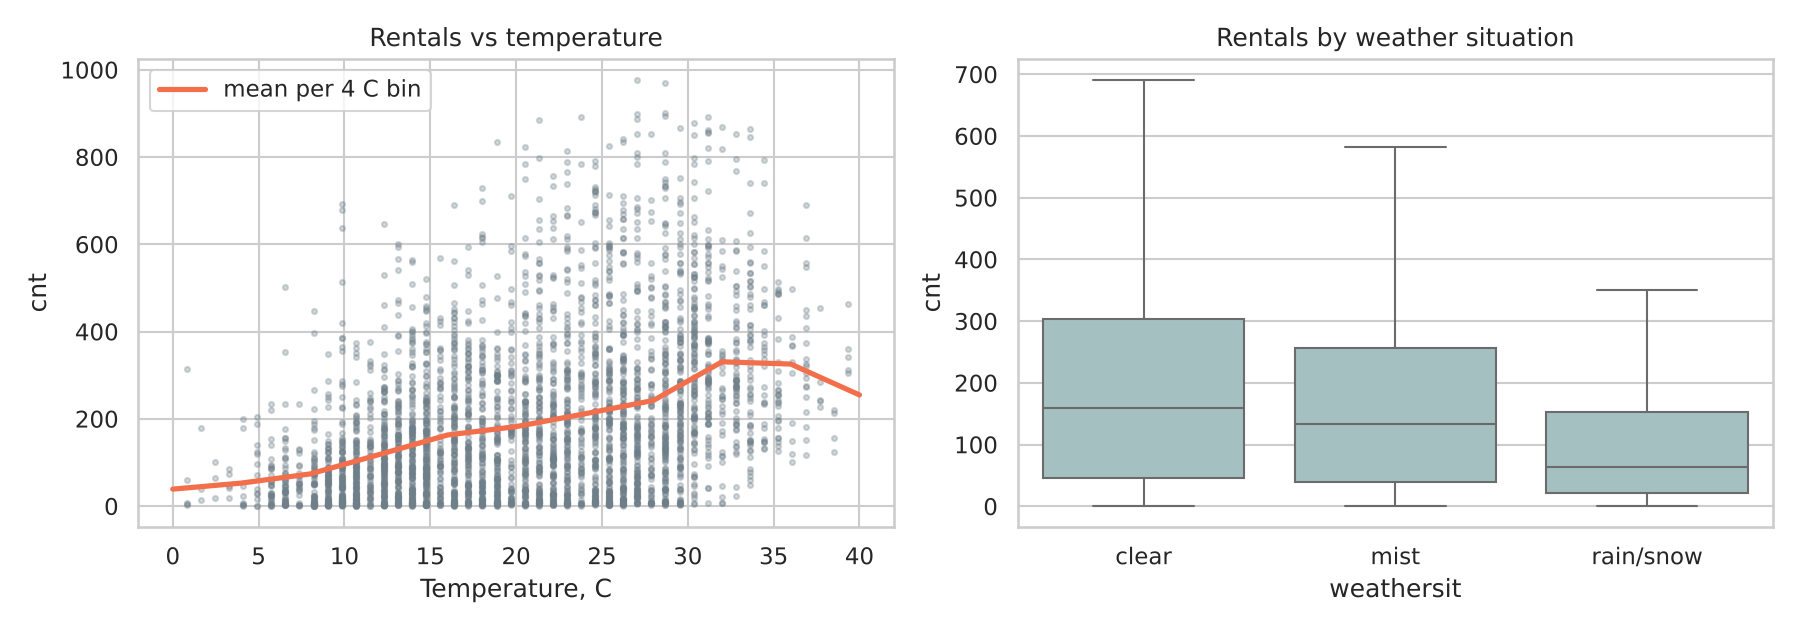 Rentals vs temperature
mean per 4 C bin
cnt
1000
800
600
400
200
0
0 5 10 15 20 25 30 35 40
Temperature, C
Rentals by weather situation
cnt
700
600
500
400
300
200
100
0
clear mist rain/snow
weathersit